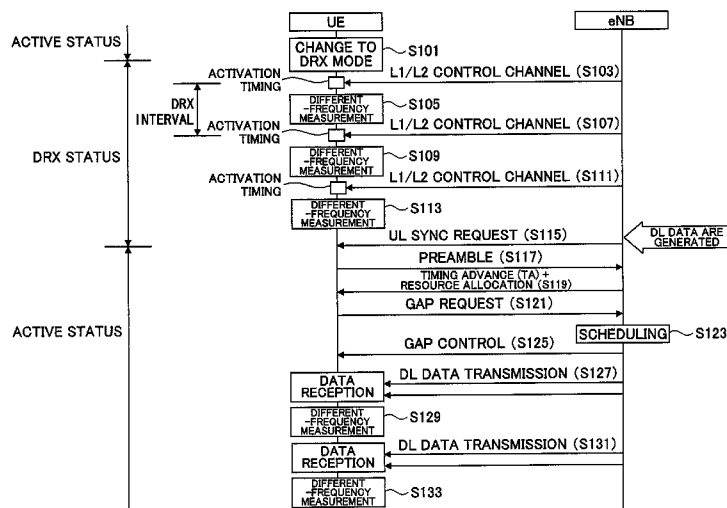 UE
eNB
ACTIVE STATUS
CHANGE TO
DRX MODE
S101
ACTIVATION
TIMING
L1/L2 CONTROL CHANNEL (S103)
DRX
INTERVAL
DIFFERENT
-FREQUENCY
MEASUREMENT
S105
ACTIVATION
TIMING
L1/L2 CONTROL CHANNEL (S107)
DRX STATUS
DIFFERENT
-FREQUENCY
MEASUREMENT
S109
ACTIVATION
TIMING
L1/L2 CONTROL CHANNEL (S111)
DIFFERENT
-FREQUENCY
MEASUREMENT
S113
UL SYNC REQUEST (S115)
DL DATA ARE
GENERATED
PREAMBLE (S117)
TIMING ADVANCE (TA) +
RESOURCE ALLOCATION (S119)
GAP REQUEST (S121)
ACTIVE STATUS
SCHEDULING
S123
GAP CONTROL (S125)
DATA
RECEPTION
DL DATA TRANSMISSION (S127)
DIFFERENT
-FREQUENCY
MEASUREMENT
S129
DATA
RECEPTION
DL DATA TRANSMISSION (S131)
DIFFERENT
-FREQUENCY
MEASUREMENT
S133